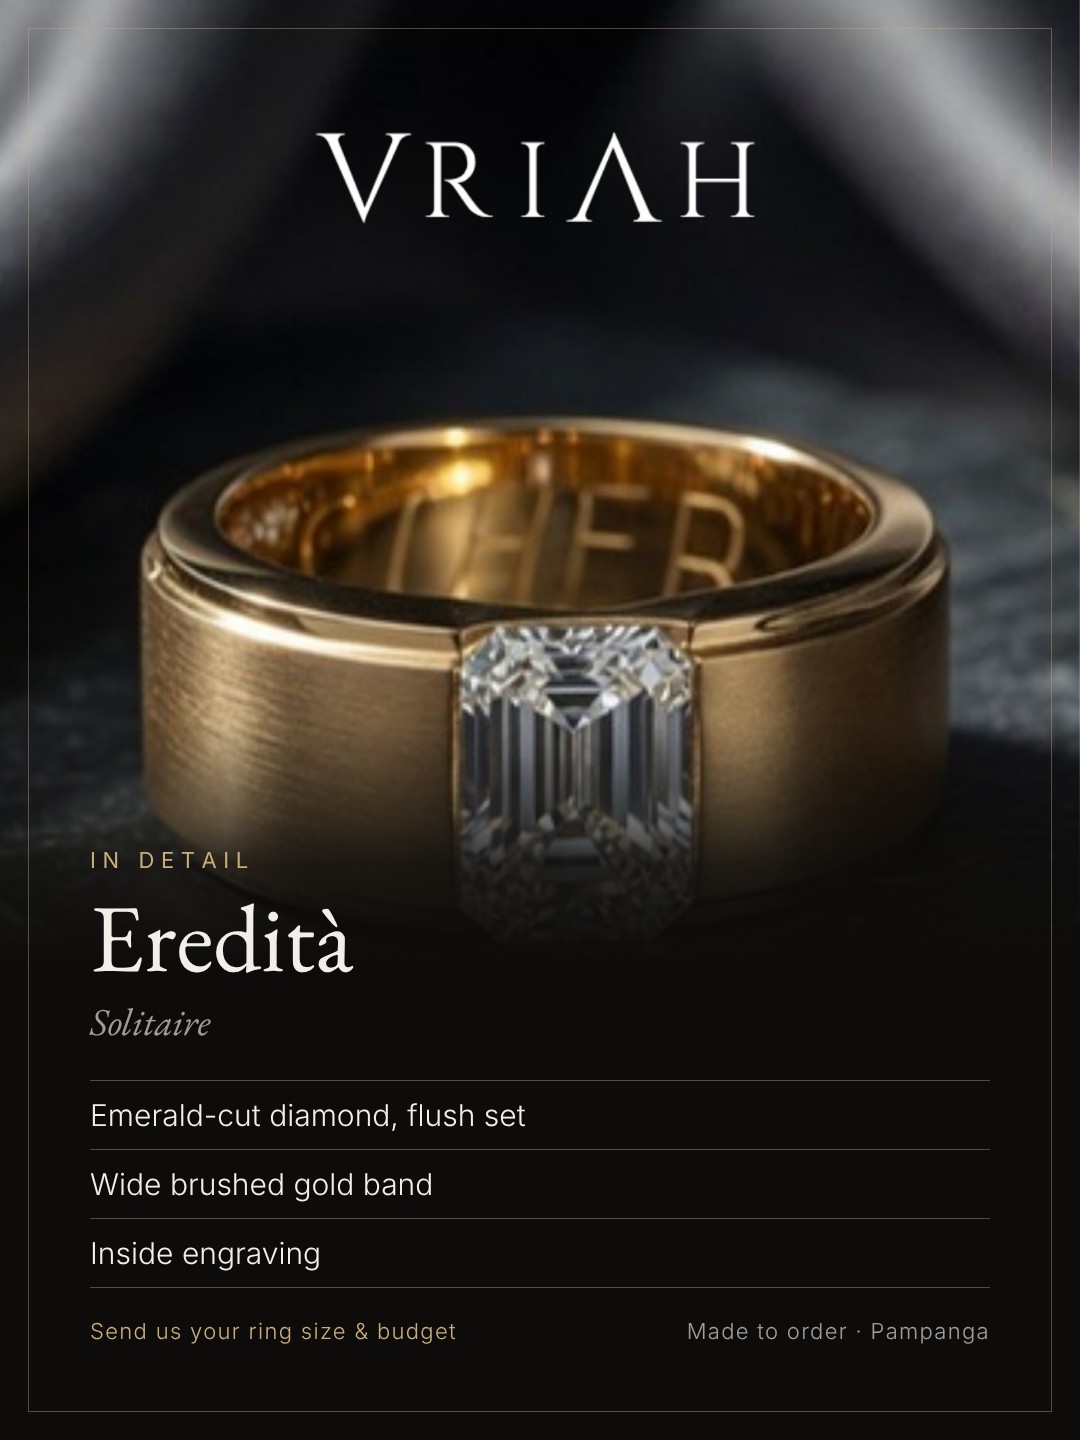 VRIAH
IN DETAIL
Eredità
Solitaire
Emerald-cut diamond, flush set
Wide brushed gold band
Inside engraving
Send us your ring size & budget
Made to order · Pampanga